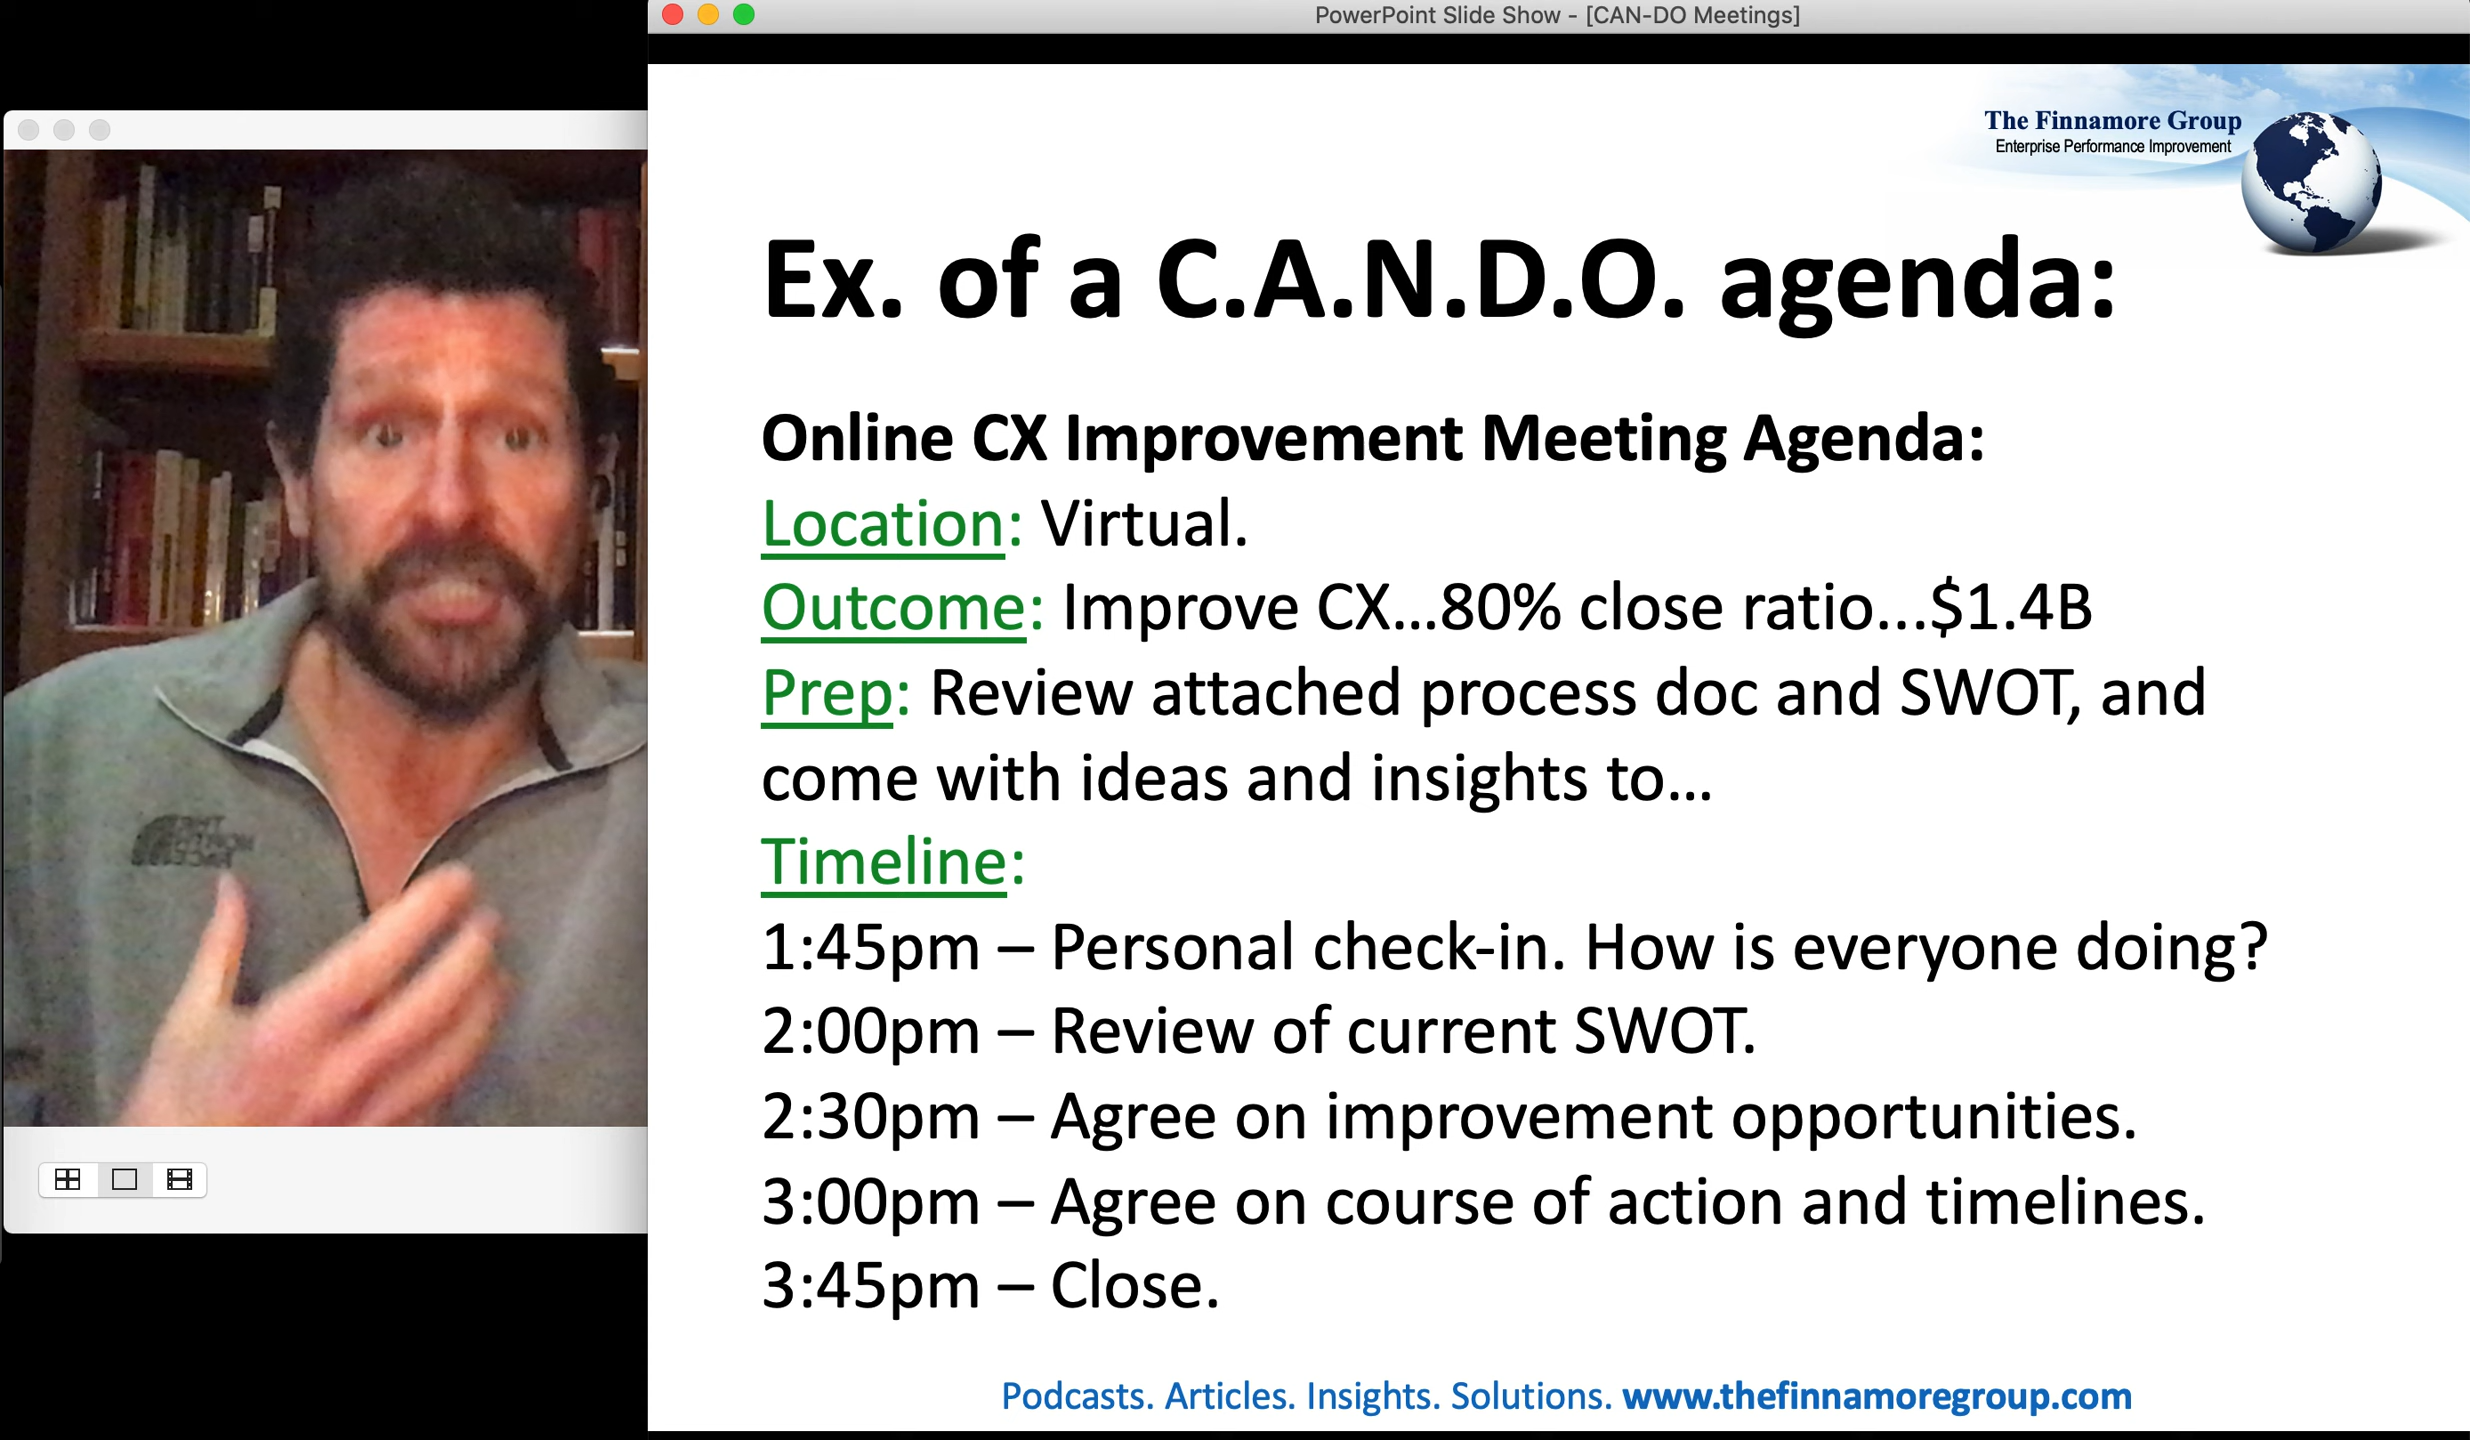 PowerPoint Slide Show - [CAN-DO Meetings]
The Finnamore Group
Enterprise Performance Improvement
Ex. of a C.A.N.D.O. agenda:
Online CX Improvement Meeting Agenda:
Location: Virtual.
Outcome: Improve CX...80% close ratio...$1.4B
Prep: Review attached process doc and SWOT, and
come with ideas and insights to...
Timeline:
1:45pm – Personal check-in. How is everyone doing?
2:00pm – Review of current SWOT.
2:30pm – Agree on improvement opportunities.
3:00pm – Agree on course of action and timelines.
3:45pm – Close.
Podcasts. Articles. Insights. Solutions. www.thefinnamoregroup.com
THE
NORTH
FACE